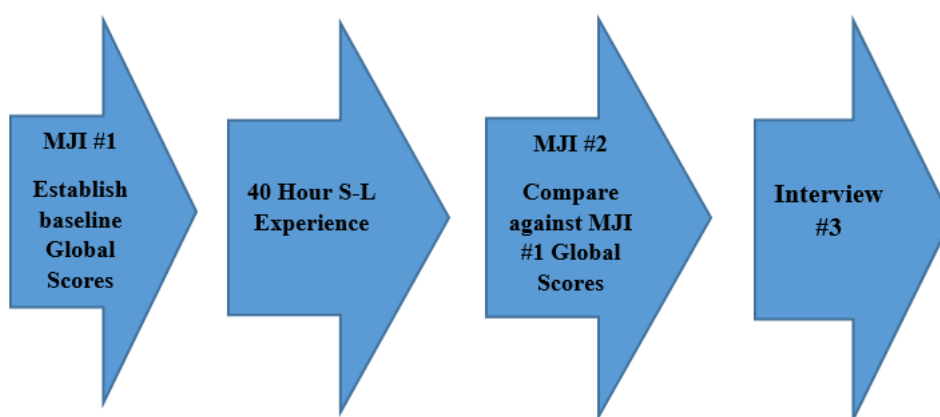 MJI #1
Establish
baseline
Global
Scores
40 Hour S-L
Experience
MJI #2
Compare
against MJI
#1 Global
Scores
Interview
#3